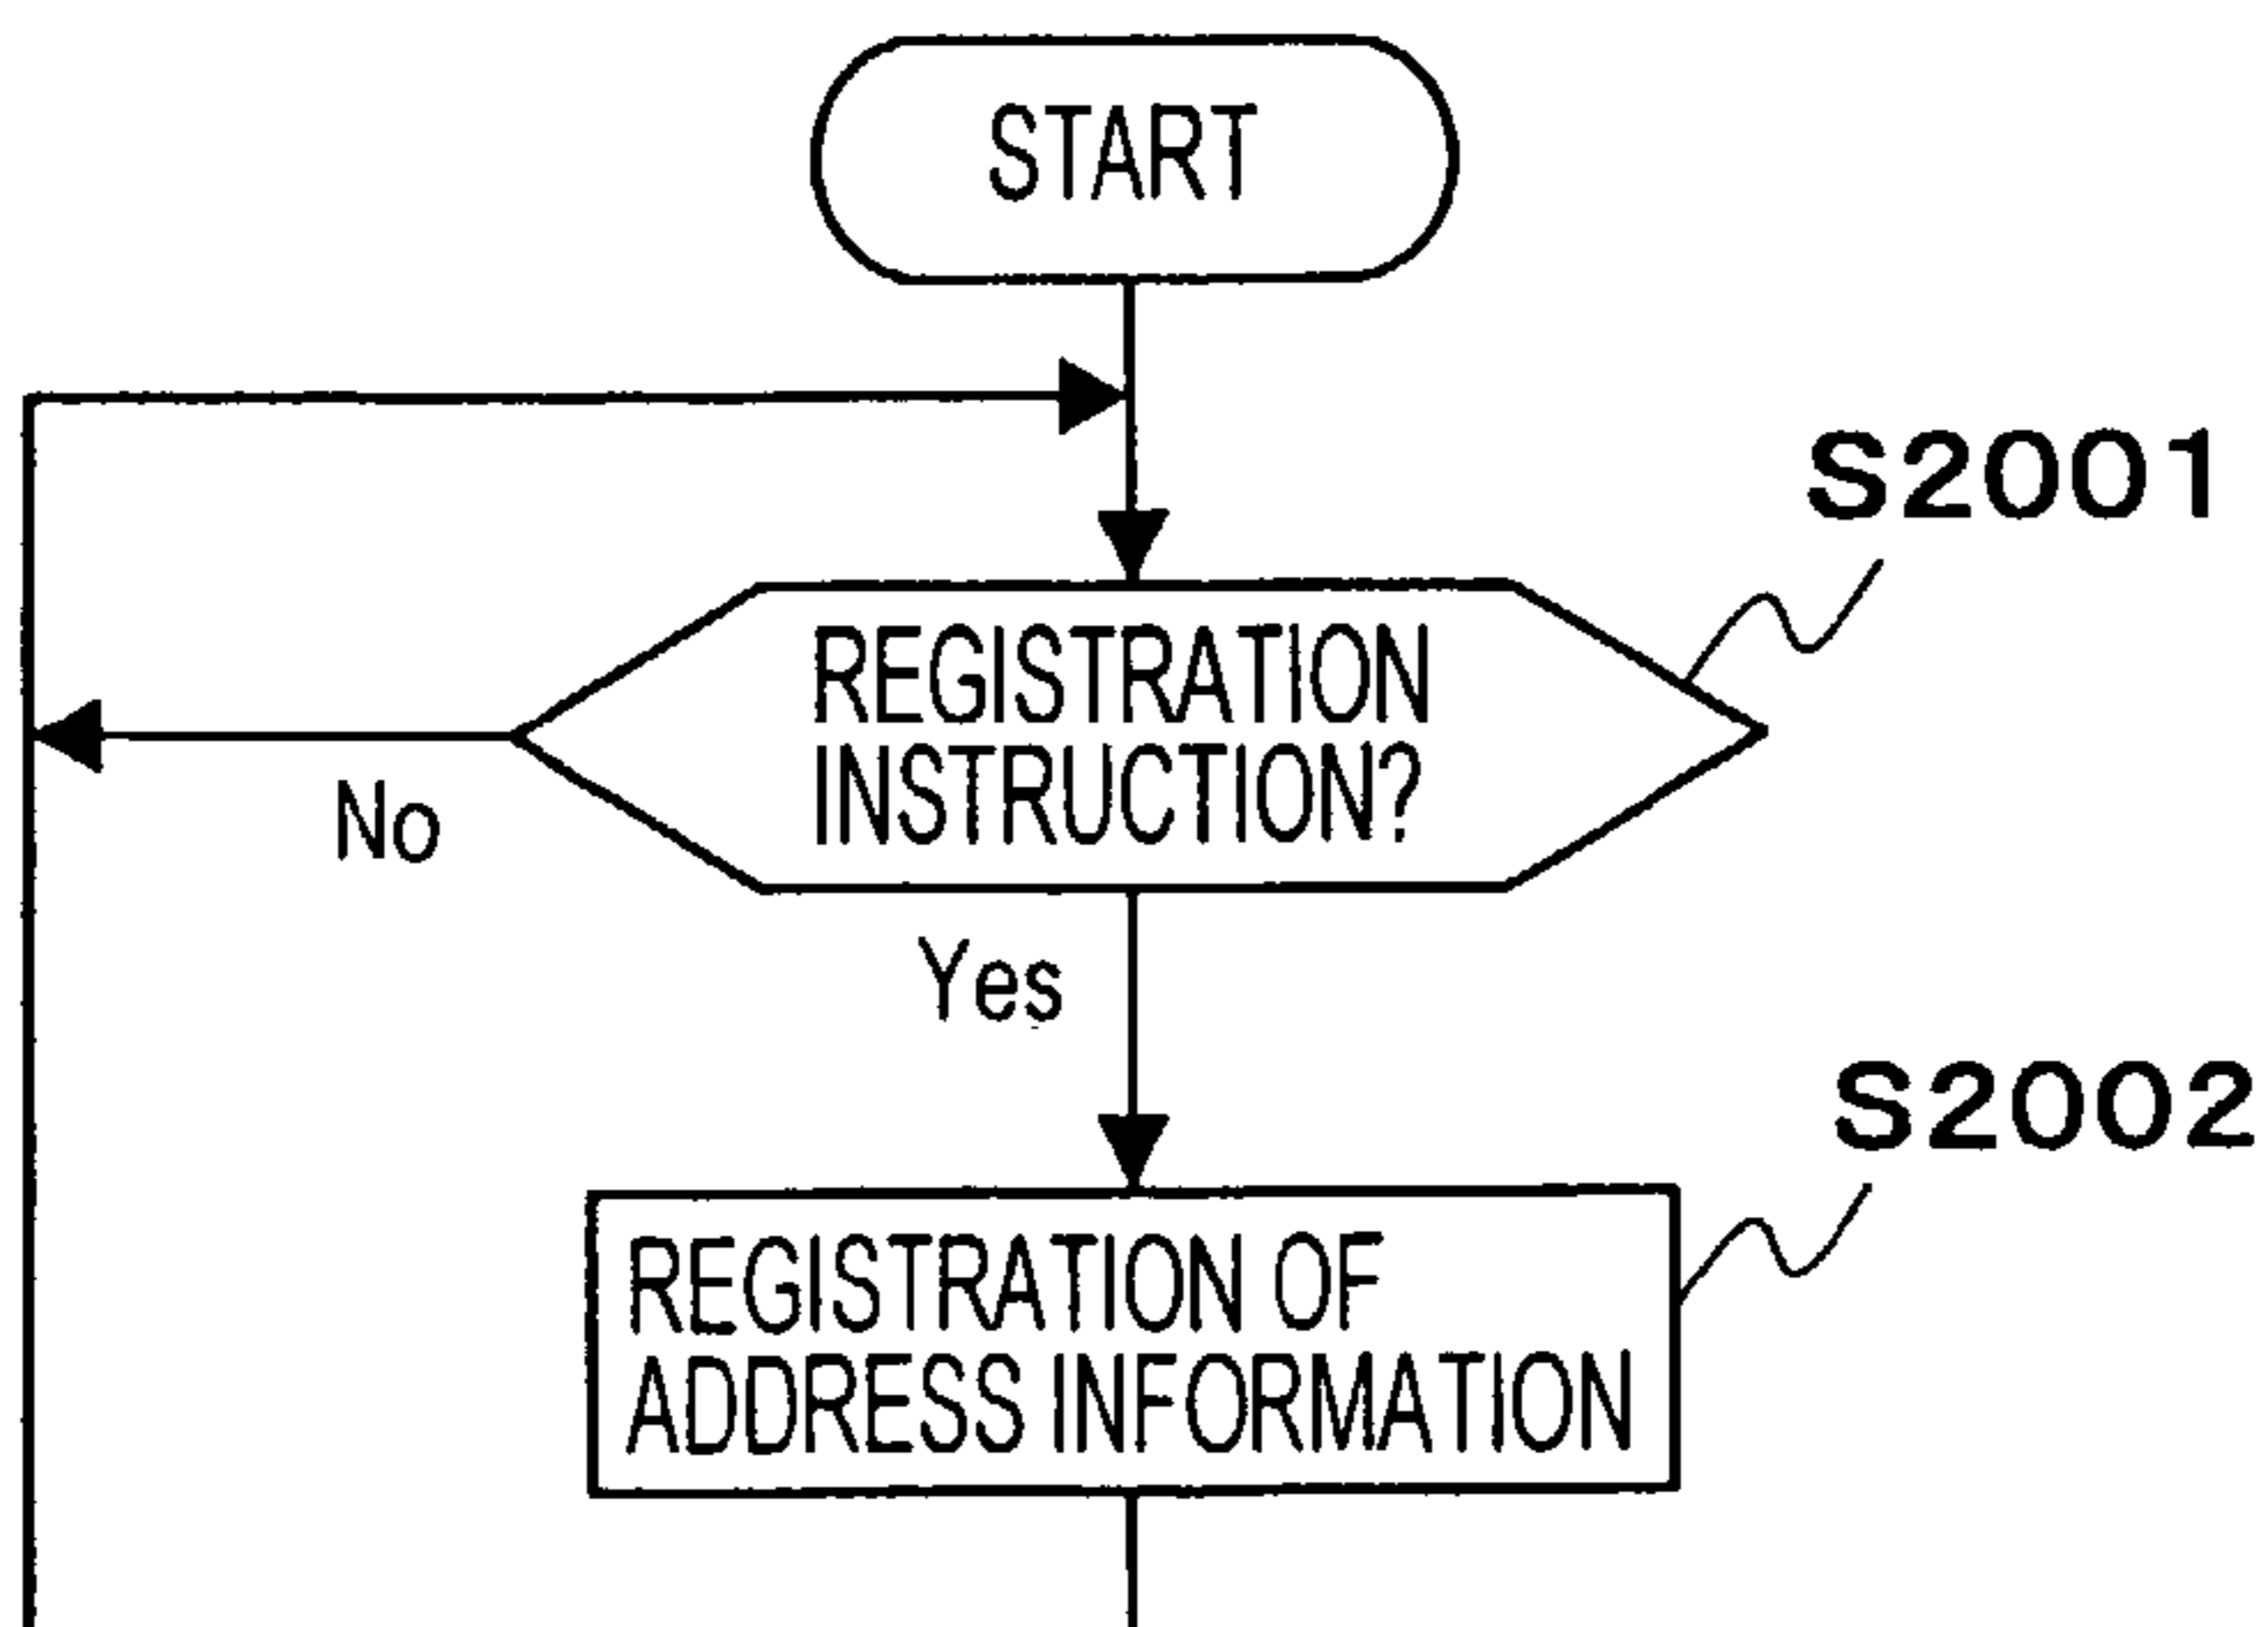 START
S2001
REGISTRATION
INSTRUCTION?
No
Yes
S2002
REGISTRATION OF
ADDRESS INFORMATION